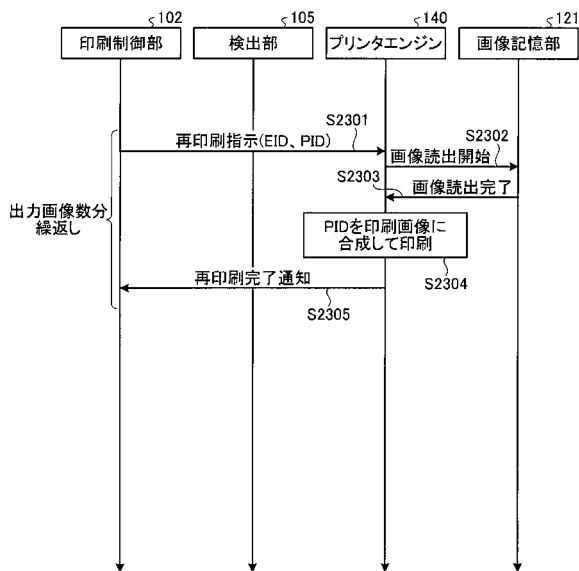 102
105
140
121
印刷制御部
検出部
プリンタエンジン
画像記憶部
S2301
再印刷指示(EID、PID)
S2302
画像読出開始
S2303
画像読出完了
出力画像数分
繰返し
PIDを印刷画像に
合成して印刷
S2304
再印刷完了通知
S2305